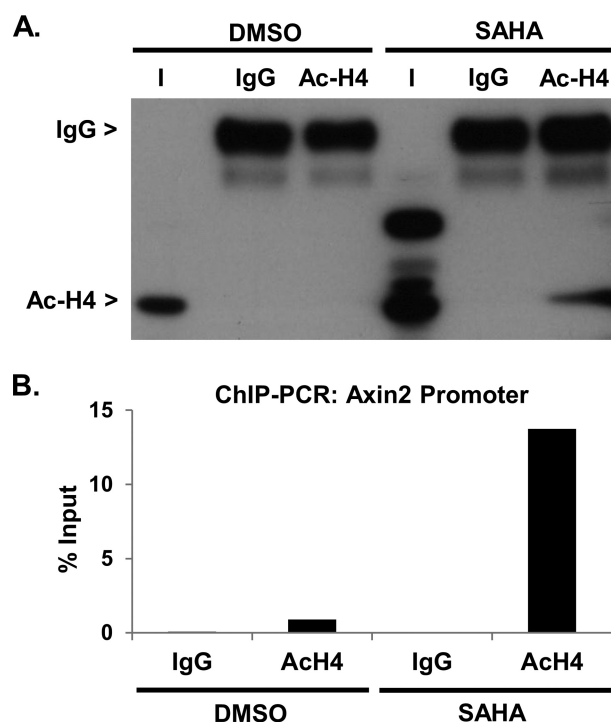 A.
DMSO SAHA
I IgG Ac-H4 I IgG Ac-H4
IgG >
Ac-H4 >
B.
ChIP-PCR: Axin2 Promoter
% Input
15
10
5
0
IgG AcH4 IgG AcH4
DMSO SAHA